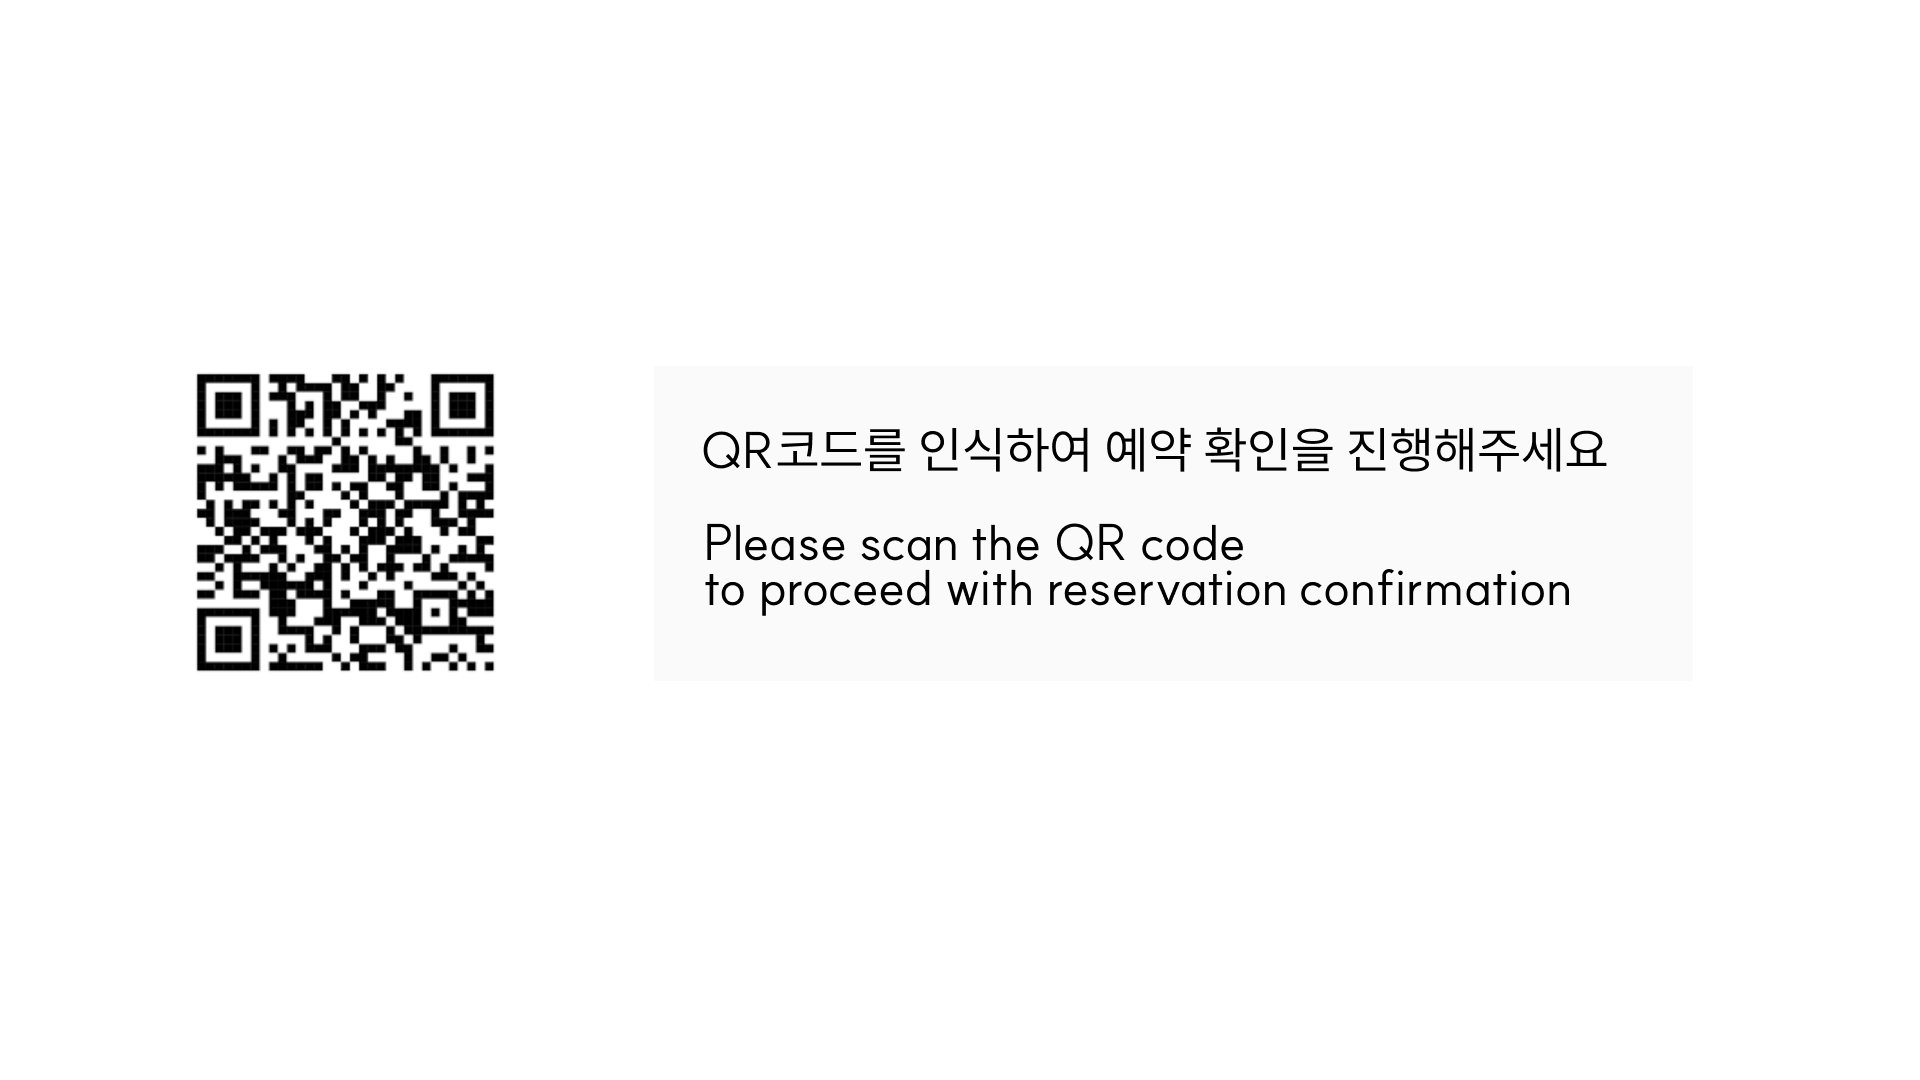 QR코드를 인식하여 예약 확인을 진행해주세요
Please scan the QR code
to proceed with reservation confirmation